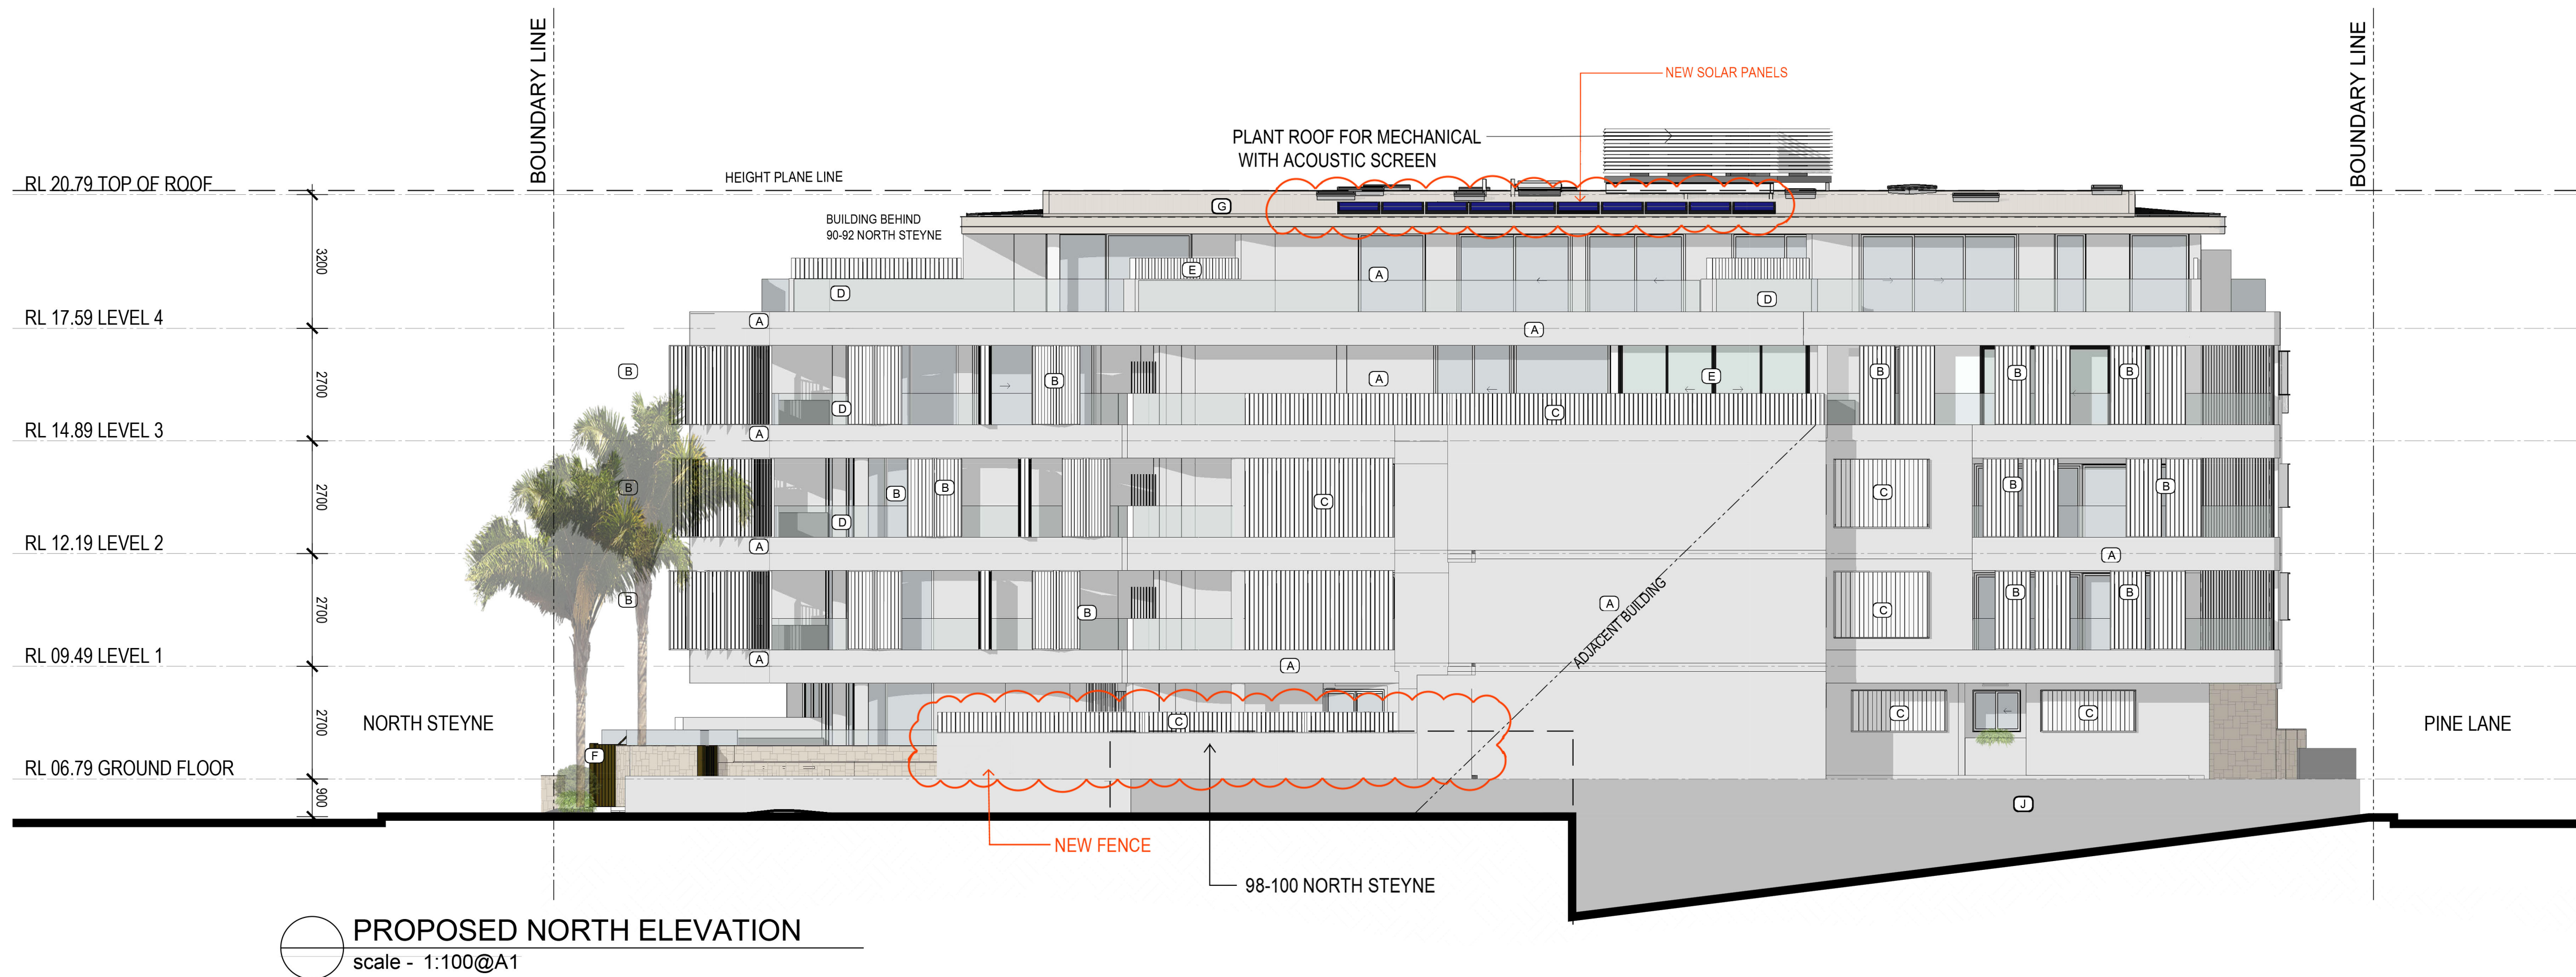 BOUNDARY LINE
BOUNDARY LINE
NEW SOLAR PANELS
PLANT ROOF FOR MECHANICAL
WITH ACOUSTIC SCREEN
RL 20.79 TOP OF ROOF
HEIGHT PLANE LINE
G
BUILDING BEHIND
90-92 NORTH STEYNE
3200
E
A
D
D
RL 17.59 LEVEL 4
A
A
2700
B
B
A
E
B
B
B
D
C
RL 14.89 LEVEL 3
A
2700
B
B
B
C
C
B
B
D
RL 12.19 LEVEL 2
A
A
2700
B
B
A
C
B
B
ADJACENT BUILDING
RL 09.49 LEVEL 1
A
A
2700
NORTH STEYNE
C
C
C
PINE LANE
F
RL 06.79 GROUND FLOOR
900
J
NEW FENCE
98-100 NORTH STEYNE
PROPOSED NORTH ELEVATION
scale - 1:100@A1